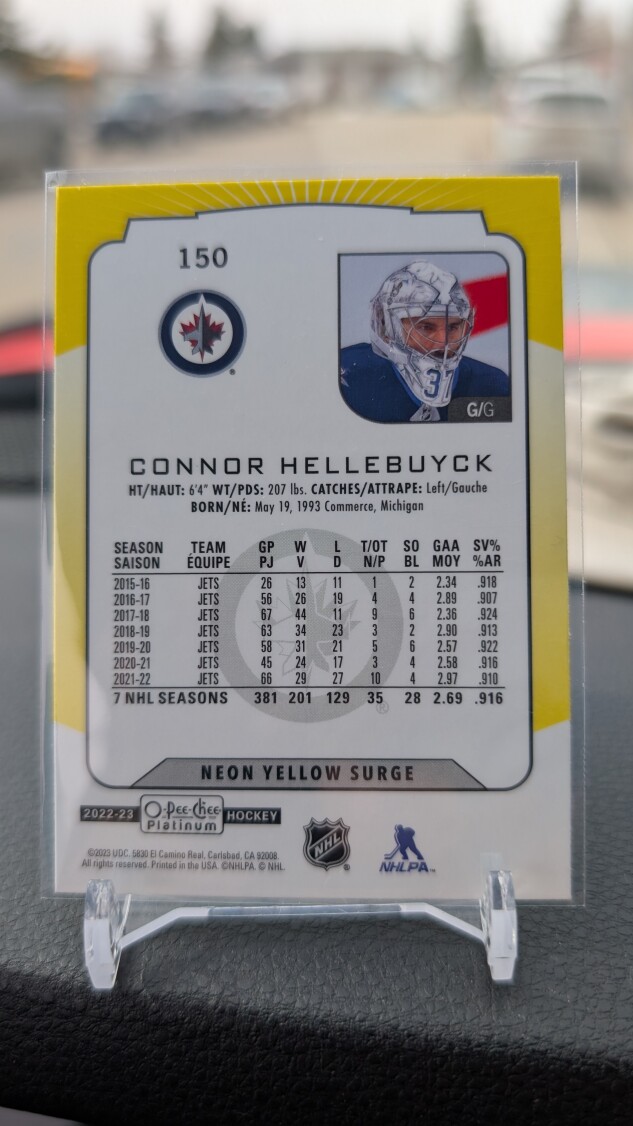 150
37
G/G
CONNOR HELLEBUYCK
HT/HAUT: 6'4" WT/PDS: 207 lbs. CATCHES/ATTRAPE: Left/Gauche
BORN/NÉ: May 19, 1993 Commerce, Michigan
SEASON TEAM GP W L T/OT SO GAA SV%
SAISON ÉQUIPE PJ V D N/P BL MOY %AR
2015-16 JETS 26 13 11 1 2 2.34 .918
2016-17 JETS 56 26 19 4 4 2.89 .907
2017-18 JETS 67 44 11 9 6 2.36 .924
2018-19 JETS 63 34 23 3 2 2.90 .913
2019-20 JETS 58 31 21 5 6 2.57 .922
2020-21 JETS 45 24 17 3 4 2.58 .916
2021-22 JETS 66 29 27 10 4 2.97 .910
7 NHL SEASONS 381 201 129 35 28 2.69 .916
NEON YELLOW SURGE
2022-23 O-Pee-Chee Platinum HOCKEY
NHL
NHLPA
©2023 UDC. 5830 El Camino Real, Carlsbad, CA 92008.
All rights reserved. Printed in the USA. ©NHLPA. © NHL.